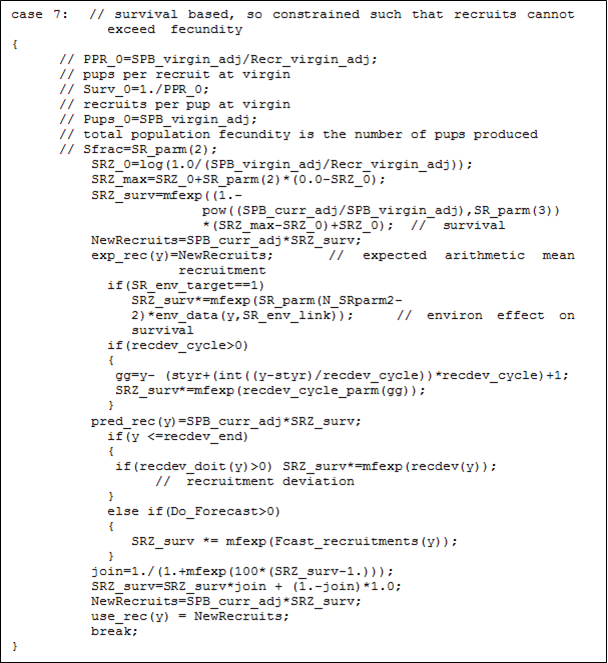 case 7:  // survival based, so constrained such that recruits cannot
exceed fecundity
{
// PPR_0=SPB_virgin_adj/Recr_virgin_adj;
// pups per recruit at virgin
// Surv_0=1./PPR_0;
// recruits per pup at virgin
// Pups_0=SPB_virgin_adj;
// total population fecundity is the number of pups produced
// Sfrac=SR_parm(2);
SRZ_0=log(1.0/(SPB_virgin_adj/Recr_virgin_adj));
SRZ_max=SRZ_0+SR_parm(2)*(0.0-SRZ_0);
SRZ_surv=mfexp((1.-
pow((SPB_curr_adj/SPB_virgin_adj),SR_parm(3))
*(SRZ_max-SRZ_0)+SRZ_0);  // survival
NewRecruits=SPB_curr_adj*SRZ_surv;
exp_rec(y)=NewRecruits;  // expected arithmetic mean
recruitment
if(SR_env_target==1)
SRZ_surv*=mfexp(SR_parm(N_SRparm2-
2)*env_data(y,SR_env_link));  // environ effect on
survival
if(recdev_cycle>0)
{
gg=y- (styr+(int((y-styr)/recdev_cycle))*recdev_cycle)+1;
SRZ_surv*=mfexp(recdev_cycle_parm(gg));
}
pred_rec(y)=SPB_curr_adj*SRZ_surv;
if(y <=recdev_end)
{
if(recdev_doit(y)>0) SRZ_surv*=mfexp(recdev(y));
// recruitment deviation
}
else if(Do_Forecast>0)
{
SRZ_surv *= mfexp(Fcast_recruitments(y));
}
join=1./(1.+mfexp(100*(SRZ_surv-1.)));
SRZ_surv=SRZ_surv*join + (1.-join)*1.0;
NewRecruits=SPB_curr_adj*SRZ_surv;
use_rec(y) = NewRecruits;
break;
}